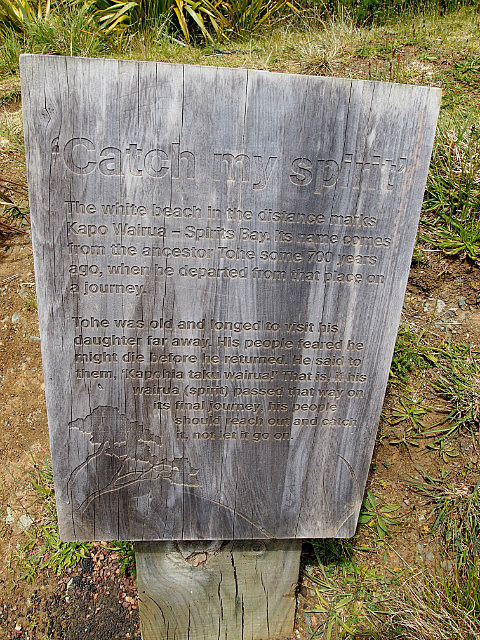 'Catch my spirit'
The white beach in the distance marks
Kapo Wairua – Spirits Bay. Its name comes
from the ancestor Tohe some 700 years
ago, when he departed from that place on
a journey.
Tohe was old and longed to visit his
daughter far away. His people feared he
might die before he returned. He said to
them, 'Kapohia taku wairua!' That is, if his
wairua (spirit) passed that way on
its final journey, his people
should reach out and catch
it, not let it go on.